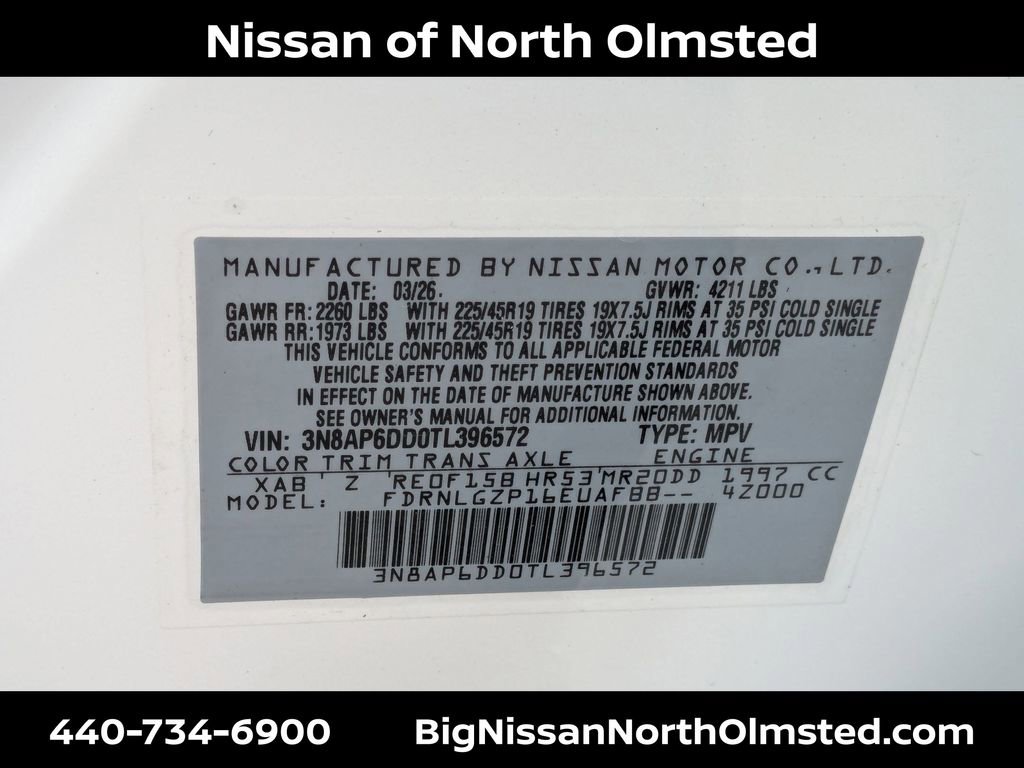 Nissan of North Olmsted
MANUFACTURED BY NISSAN MOTOR CO., LTD.
DATE: 03/26. GVWR: 4211 LBS
GAWR FR: 2260 LBS WITH 225/45R19 TIRES 19X7.5J RIMS AT 35 PSI COLD SINGLE
GAWR RR: 1973 LBS WITH 225/45R19 TIRES 19X7.5J RIMS AT 35 PSI COLD SINGLE
THIS VEHICLE CONFORMS TO ALL APPLICABLE FEDERAL MOTOR
VEHICLE SAFETY AND THEFT PREVENTION STANDARDS
IN EFFECT ON THE DATE OF MANUFACTURE SHOWN ABOVE.
SEE OWNER'S MANUAL FOR ADDITIONAL INFORMATION.
VIN: 3N8AP6DD0TL396572 TYPE: MPV
COLOR TRIM TRANS AXLE ENGINE
XAB' Z 'RE0F15B HR53'MR20DD 1997 CC
MODEL: FDRNLGZP16EUAFBB-- 4Z000
3N8AP6DD0TL396572
440-734-6900 BigNissanNorthOlmsted.com